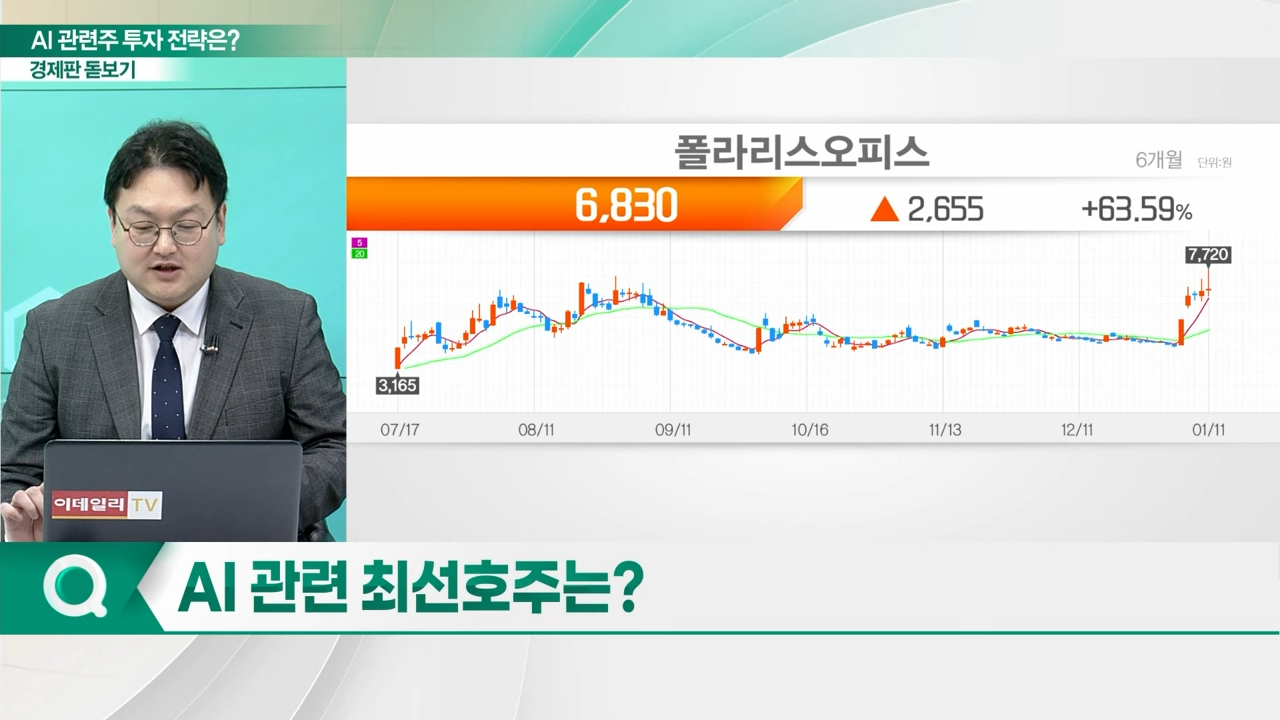 AI 관련주 투자 전략은?
경제판 돋보기
폴라리스오피스
6개월 단위:원
6,830 ▲ 2,655 +63.59%
5
20
7,720
3,165
07/17 08/11 09/11 10/16 11/13 12/11 01/11
이데일리 TV
Q AI 관련 최선호주는?